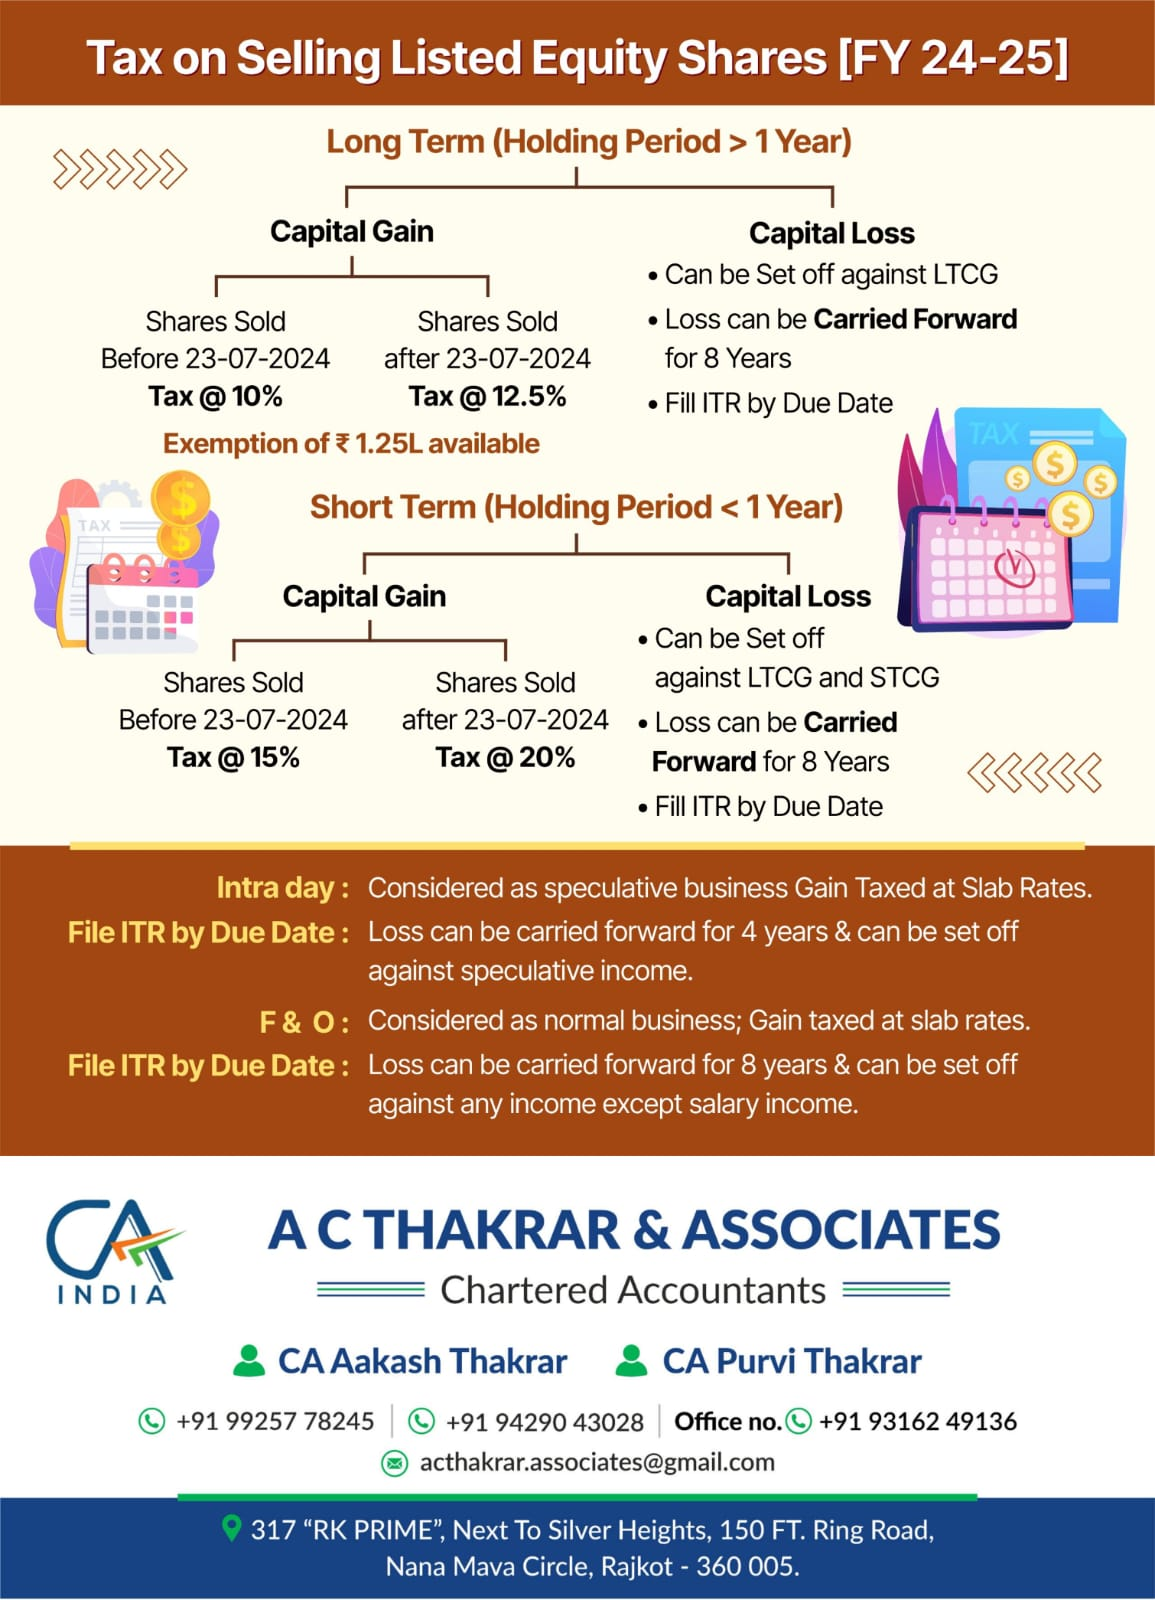 Tax on Selling Listed Equity Shares [FY 24-25]
Long Term (Holding Period > 1 Year)
Capital Gain
Shares Sold
Before 23-07-2024
Tax @ 10%
Shares Sold
after 23-07-2024
Tax @ 12.5%
Exemption of ₹ 1.25L available
Capital Loss
• Can be Set off against LTCG
• Loss can be Carried Forward
for 8 Years
• Fill ITR by Due Date
TAX
TAX
Short Term (Holding Period < 1 Year)
Capital Gain
Shares Sold
Before 23-07-2024
Tax @ 15%
Shares Sold
after 23-07-2024
Tax @ 20%
Capital Loss
• Can be Set off
against LTCG and STCG
• Loss can be Carried
Forward for 8 Years
• Fill ITR by Due Date
Intra day : Considered as speculative business Gain Taxed at Slab Rates.
File ITR by Due Date : Loss can be carried forward for 4 years & can be set off
against speculative income.
F & O : Considered as normal business; Gain taxed at slab rates.
File ITR by Due Date : Loss can be carried forward for 8 years & can be set off
against any income except salary income.
CA
INDIA
A C THAKRAR & ASSOCIATES
Chartered Accountants
CA Aakash Thakrar CA Purvi Thakrar
+91 99257 78245 | +91 94290 43028 | Office no. +91 93162 49136
acthakrar.associates@gmail.com
317 “RK PRIME”, Next To Silver Heights, 150 FT. Ring Road,
Nana Mava Circle, Rajkot - 360 005.